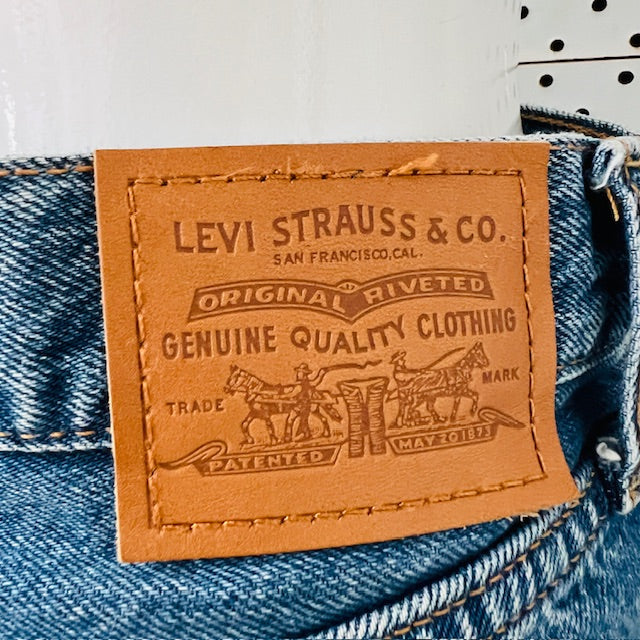 LEVI STRAUSS & CO.
SAN FRANCISCO, CAL.
ORIGINAL RIVETED
GENUINE QUALITY CLOTHING
TRADE MARK
PATENTED MAY 20 1873